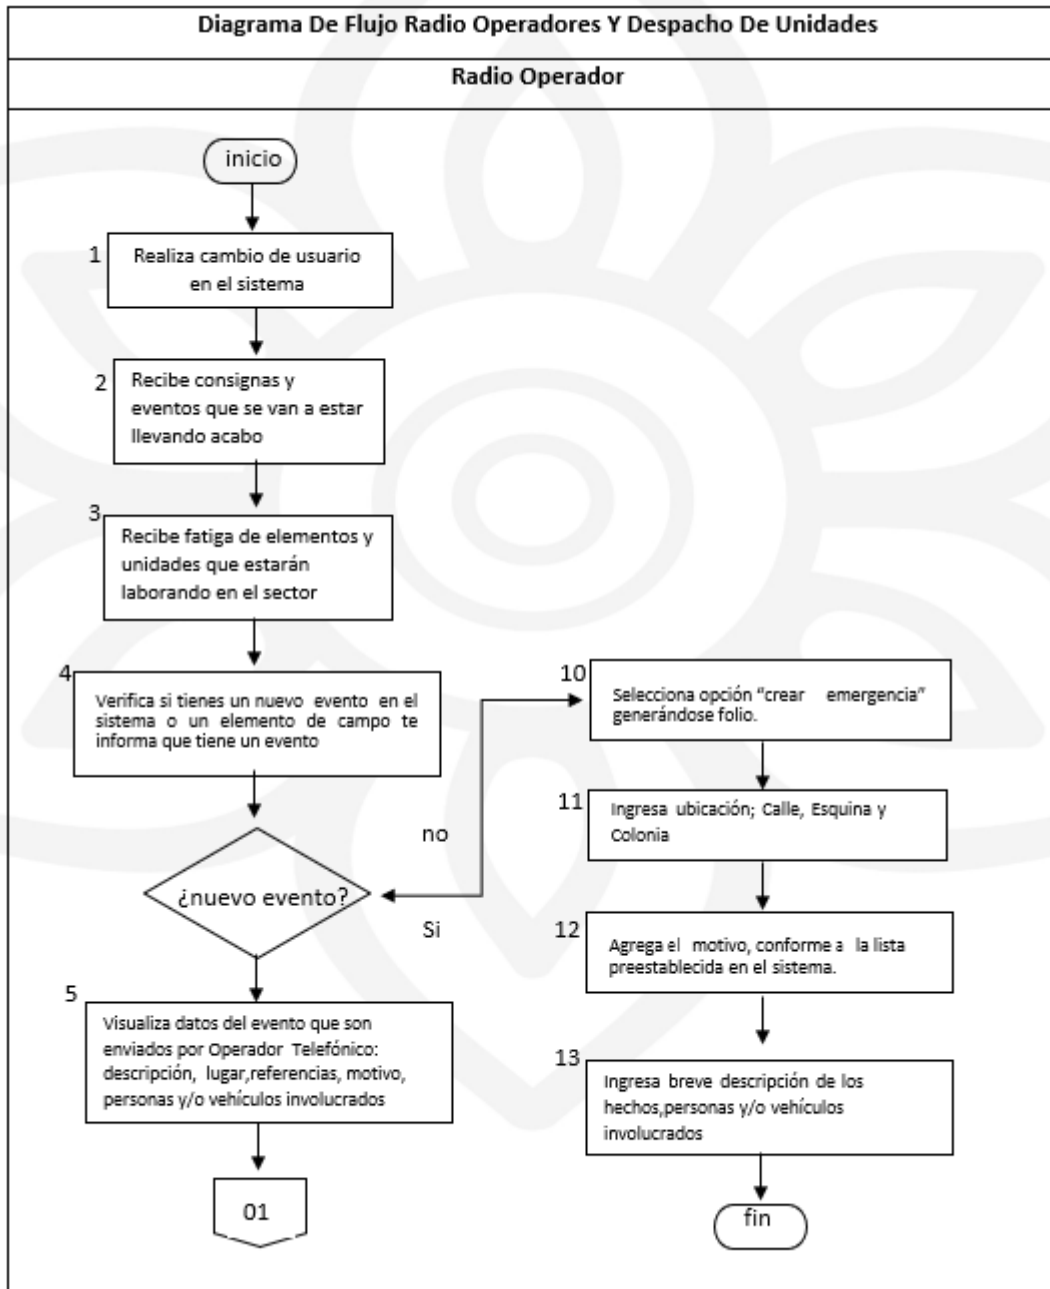 Diagrama De Flujo Radio Operadores Y Despacho De Unidades
Radio Operador
inicio
1
Realiza cambio de usuario
en el sistema
2
Recibe consignas y
eventos que se van a estar
llevando acabo
3
Recibe fatiga de elementos y
unidades que estarán
laborando en el sector
4
Verifica si tienes un nuevo evento en el
sistema o un elemento de campo te
informa que tiene un evento
¿nuevo evento?
no
Si
5
Visualiza datos del evento que son
enviados por Operador Telefónico:
descripción, lugar,referencias, motivo,
personas y/o vehículos involucrados
01
10
Selecciona opción “crear emergencia”
generándose folio.
11
Ingresa ubicación; Calle, Esquina y
Colonia
12
Agrega el motivo, conforme a la lista
preestablecida en el sistema.
13
Ingresa breve descripción de los
hechos,personas y/o vehículos
involucrados
fin